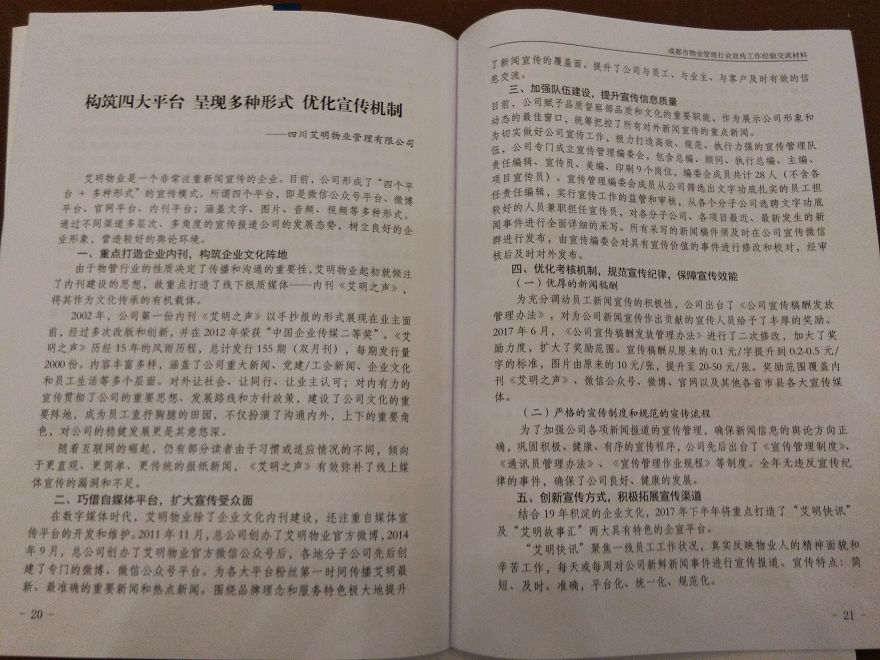 构筑四大平台 呈现多种形式 优化宣传机制
——四川艾明物业管理有限公司
艾明物业是一个非常注重新闻宣传的企业。目前，公司形成了“四个平
台 + 多种形式”的宣传模式。所谓四个平台，即是微信公众号平台、微博
平台、官网平台、内刊平台；涵盖文字、图片、音频、视频等多种形式。
通过不同渠道多层次、多角度的宣传报道公司的发展态势，树立良好的企
业形象，营造较好的舆论环境。
一、重点打造企业内刊，构筑企业文化阵地
由于物管行业的性质决定了传播和沟通的重要性，艾明物业起初就倾注
了内刊建设的思想，故重点打造了线下纸质媒体——内刊《艾明之声》，
将其作为文化传承的有机载体。
2002 年，公司第一份内刊《艾明之声》以手抄报的形式展现在业主面
前，经过多次改版和创新，并在 2012 年荣获“中国企业传媒二等奖”。《艾
明之声》历经 15 年的风雨历程，总计发行 155 期（双月刊），每期发行量
2000 份。内容丰富多样，涵盖了公司重大新闻、党建/工会新闻、企业文化
和员工生活等多个层面。对外让社会、让同行、让业主认可；对内有力的
宣传贯彻了公司的重要思想、发展路线和方针政策，建设了公司文化的重
要阵地，成为员工直抒胸臆的田园，不仅扮演了沟通内外，上下的重要角
色，对公司的稳健发展更是其意悠深。
随着互联网的崛起，仍有部分读者由于习惯或适应情况的不同，倾向
于更直观、更简单、更传统的报纸新闻，《艾明之声》有效弥补了线上媒
体宣传的漏洞和不足。
二、巧借自媒体平台，扩大宣传受众面
在数字媒体时代，艾明物业除了企业文化内刊建设，还注重自媒体宣
传平台的开发和维护。2011 年 11 月，总公司创办了艾明物业官方微博，2014
年 9 月，总公司创办了艾明物业官方微信公众号后，各地分子公司先后创
建了专门的微博、微信公众号平台。为各大平台粉丝第一时间传播艾明最
新、最准确的重要新闻和热点新闻。围绕品牌理念和服务特色极大地提升
- 20 -
成都市物业管理行业宣传工作经验交流材料
了新闻宣传的覆盖面。提升了公司与员工、与业主、与客户及时有效的信
息交流。
三、加强队伍建设，提升宣传信息质量
目前，公司赋予品质督察部品质和文化的重要职能，作为展示公司形象和
动态的最佳窗口，统筹把控了所有对外新闻宣传的重点新闻。
为切实做好公司宣传工作，极力打造高效、规范、执行力强的宣传管理队
伍，公司专门成立宣传管理编委会，包含总编、顾问、执行总编、主编、
责任编辑、宣传员、美编、印刷 9 个岗位，编委会成员共计 28 人（不含各
项目宣传员）。宣传管理编委会成员从公司筛选出文字功底扎实的员工担
任责任编辑，实行宣传工作的监管和审核，从各个分子公司选聘文字功底
较好的人员兼职担任宣传员，对各分子公司、各项目最近、最新发生的新
闻事件进行全面详细的采写。所有采写的新闻稿件须及时在公司宣传微信
群进行发布，由宣传编委会对具有宣传价值的事件进行修改和校对，经审
核后及时对外发布。
四、优化考核机制，规范宣传纪律，保障宣传效能
（一）优厚的新闻稿酬
为充分调动员工新闻宣传的积极性，公司出台了《公司宣传稿酬发放
管理办法》，对为公司新闻宣传作出贡献的宣传人员给予了丰厚的奖励。
2017 年 6 月，《公司宣传稿酬发放管理办法》进行了二次修改，加大了奖
励力度，扩大了奖励范围。宣传稿酬从原来的 0.1 元/字提升到 0.2-0.5 元/
字的标准，图片由原来的 10 元/张，提升至 20-50 元/张。奖励范围覆盖内
刊《艾明之声》、微信公众号、微博、官网以及其他各省市县各大宣传媒
体。
（二）严格的宣传制度和规范的宣传流程
为了加强公司各项新闻报道的宣传管理，确保新闻信息的舆论方向正
确，巩固积极、健康、有序的宣传程序，公司先后出台了《宣传管理制度》、
《通讯员管理办法》、《宣传管理作业规程》等制度。全年无违反宣传纪
律的事件，确保了公司良好、健康的发展。
五、创新宣传方式，积极拓展宣传渠道
结合 19 年积淀的企业文化，2017 年下半年将重点打造了“艾明快讯”
及“艾明故事汇”两大具有特色的企宣平台。
“艾明快讯”聚焦一线员工工作状况，真实反映物业人的精神面貌和
辛苦工作，每天或每周对公司新鲜新闻事件进行宣传报道。宣传特点：简
短、及时、准确，平台化、统一化、规范化。
- 21 -